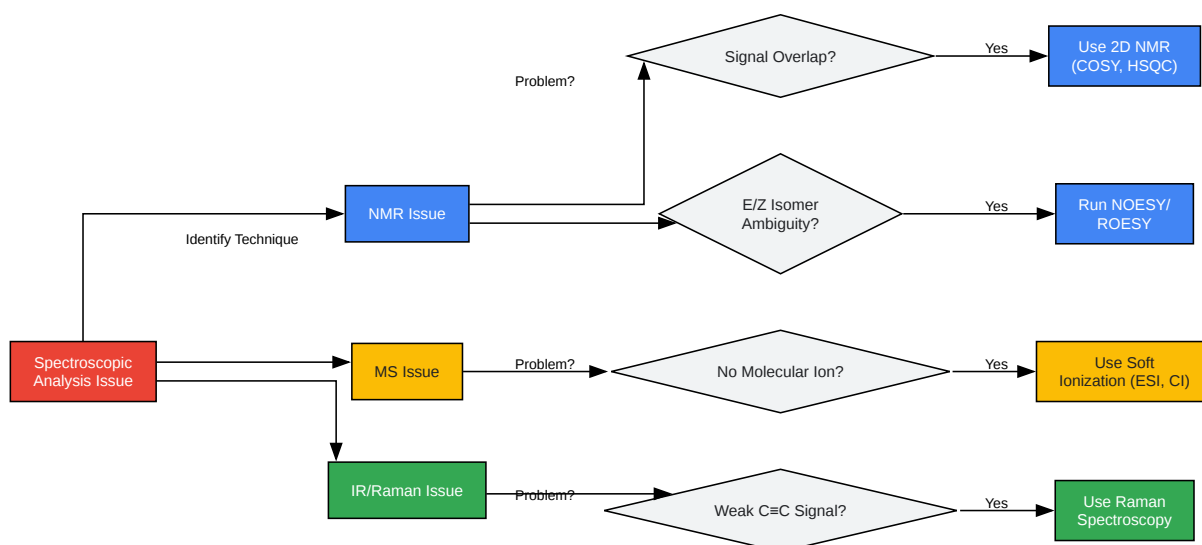 Signal Overlap?
Yes
Use 2D NMR
(COSY, HSQC)
Problem?
NMR Issue
E/Z Isomer
Ambiguity?
Yes
Run NOESY/
ROESY
Identify Technique
Spectroscopic
Analysis Issue
MS Issue
Problem?
No Molecular Ion?
Yes
Use Soft
Ionization (ESI, CI)
IR/Raman Issue
Problem?
Weak C≡C Signal?
Yes
Use Raman
Spectroscopy